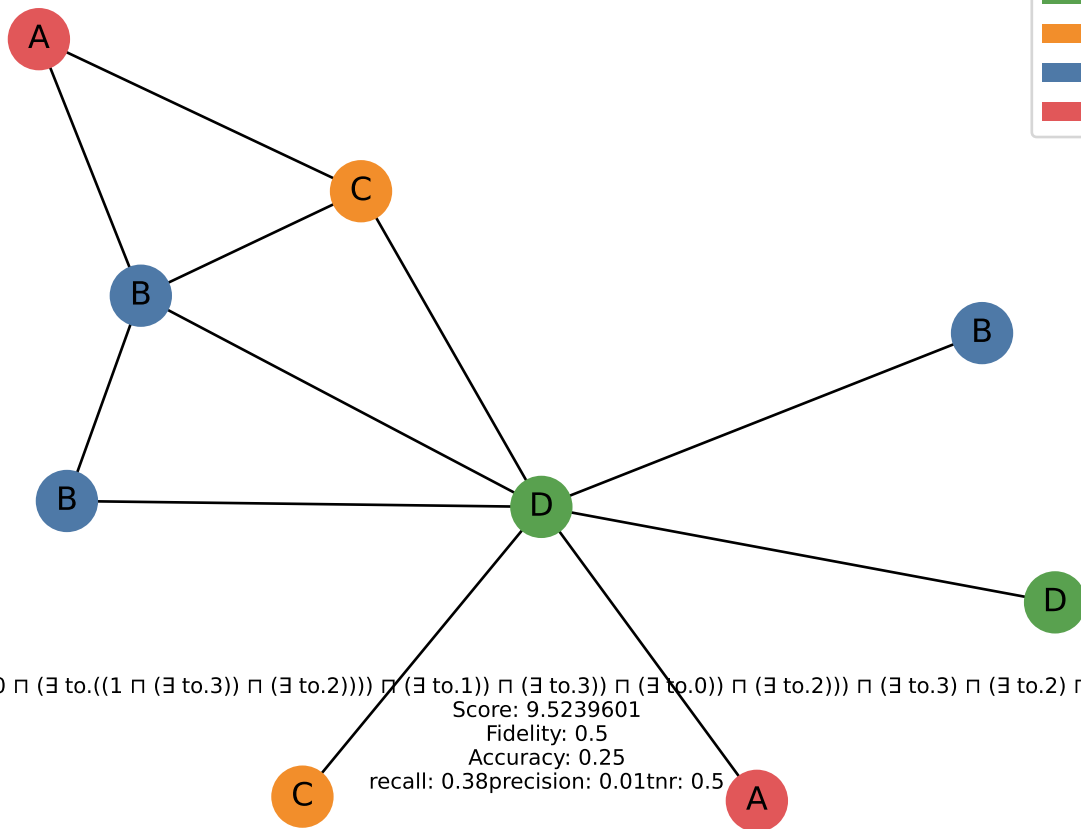 A
C
B
B
B
D
D
0 ⊓ (∃ to.((1 ⊓ (∃ to.3)) ⊓ (∃ to.2)))) ⊓ (∃ to.1)) ⊓ (∃ to.3)) ⊓ (∃ to.0)) ⊓ (∃ to.2))) ⊓ (∃ to.3) ⊓ (∃ to.2) ⊓
Score: 9.5239601
Fidelity: 0.5
Accuracy: 0.25
recall: 0.38precision: 0.01tnr: 0.5
C
A